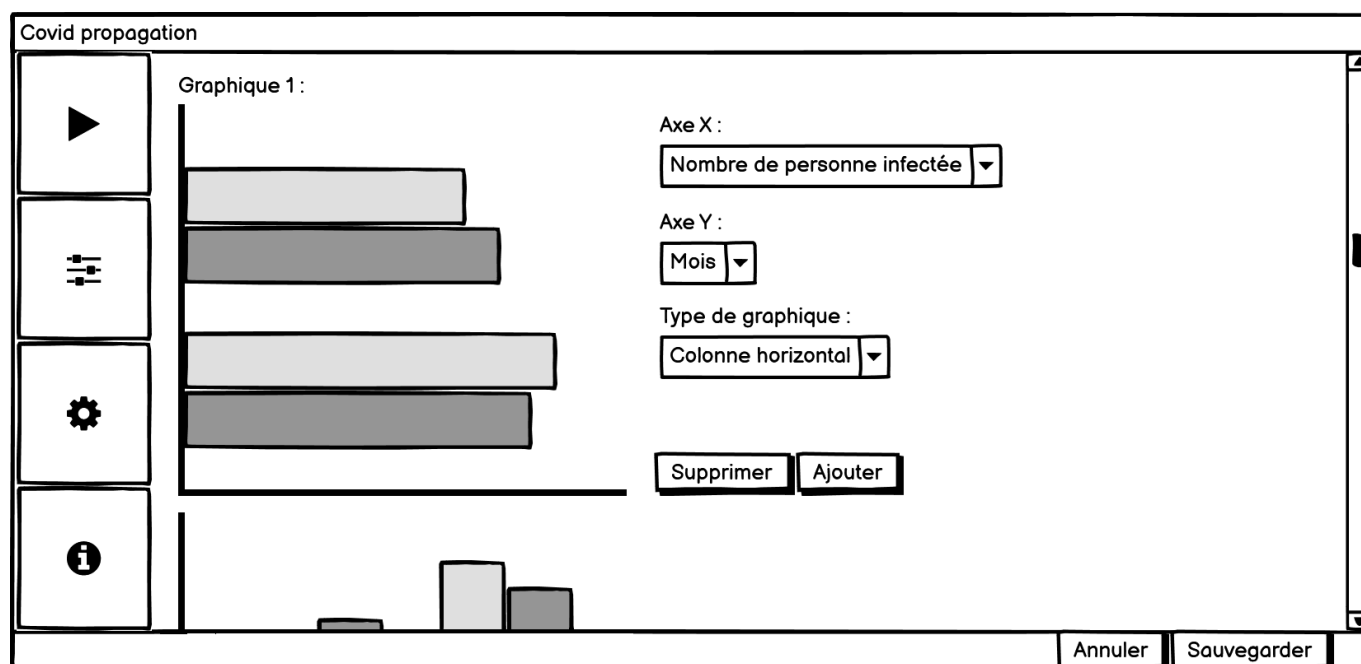 Covid propagation
Graphique 1 :
Axe X :
Nombre de personne infectée
Axe Y :
Mois
Type de graphique :
Colonne horizontal
Supprimer
Ajouter
Annuler
Sauvegarder